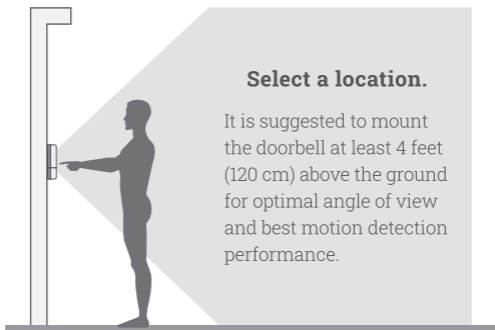 Select a location.
It is suggested to mount
the doorbell at least 4 feet
(120 cm) above the ground
for optimal angle of view
and best motion detection
performance.